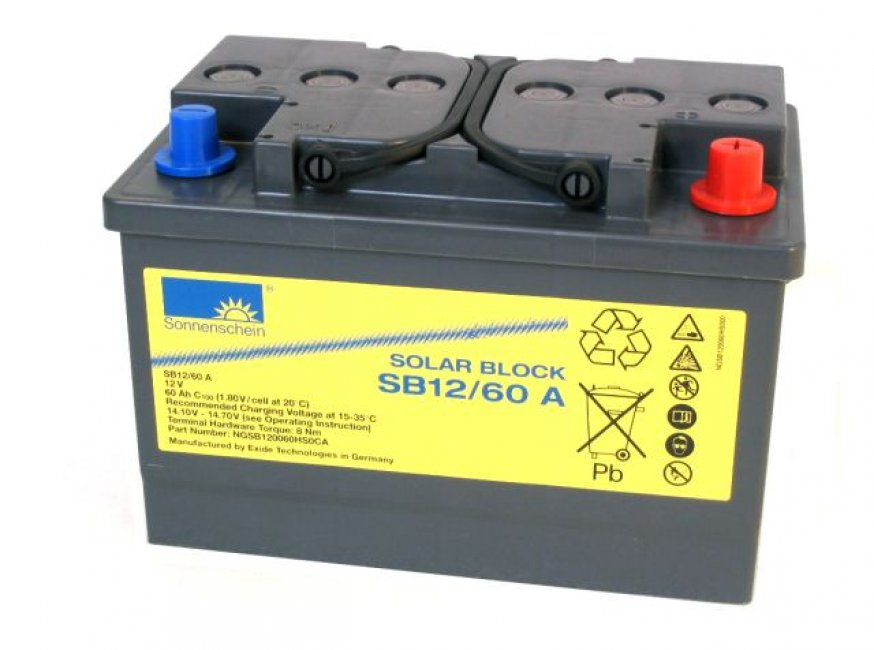 Sonnenschein®
SOLAR BLOCK
SB12/60 A
SB12/60 A
12 V
60 Ah C100 (1.80V/cell at 20°C)
Recommended Charging Voltage at 15-35°C
14.10V - 14.70V (see Operating Instruction)
Terminal Hardware Torque: 8 Nm
Part Number: NGSB120060HS0CA
Manufactured by Exide Technologies in Germany
Pb